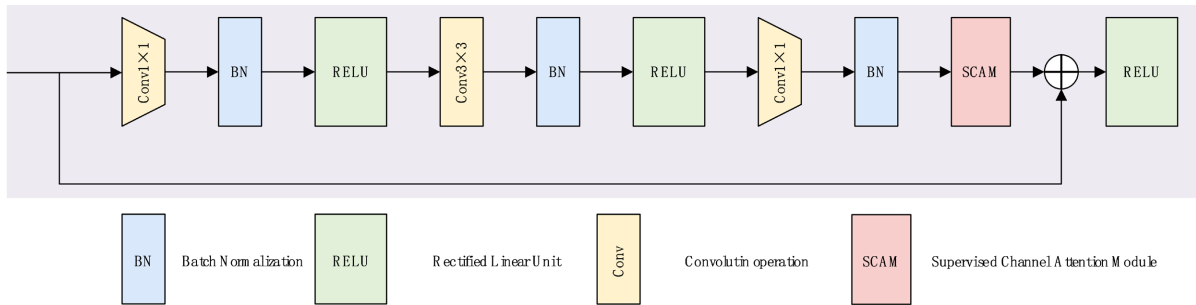 Conv1×1
BN
RELU
Conv3×3
BN
RELU
Conv1×1
BN
SCAM
RELU
BN
Batch Normalization
RELU
Rectified Linear Unit
Conv
Convolutin operation
SCAM
Supervised Channel Attention Module